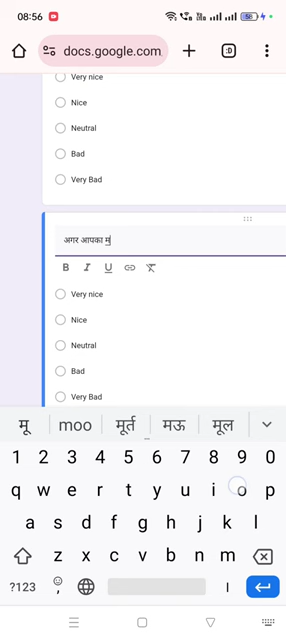 08:56
58
docs.google.com
:D
Very nice
Nice
Neutral
Bad
Very Bad
अगर आपका म
B I U
Very nice
Nice
Neutral
Bad
Very Bad
मू moo मूर्त मऊ मूल
1 2 3 4 5 6 7 8 9 0
q w e r t y u i o p
a s d f g h j k l
z x c v b n m
?123 , l